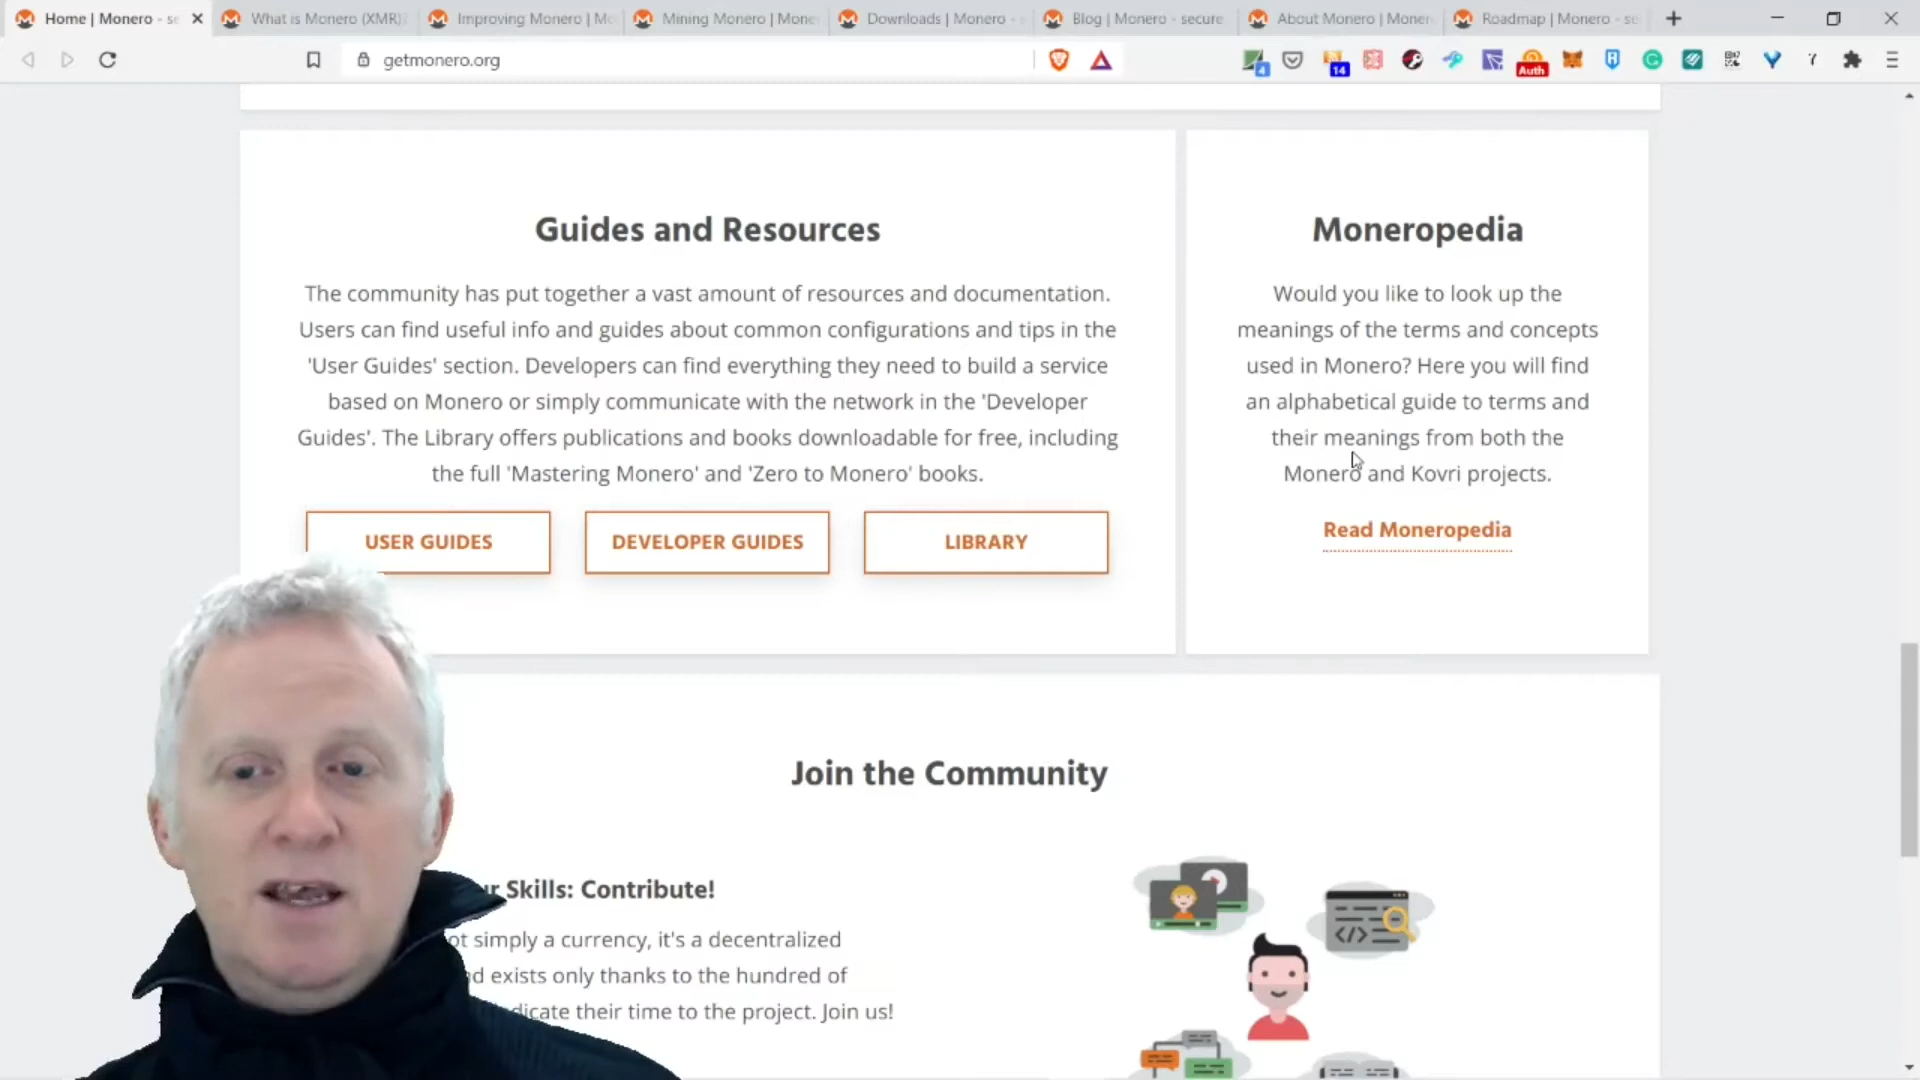 Home | Monero - se
What is Monero (XMR)?
Improving Monero | Mo
Mining Monero | Mone
Downloads | Monero - s
Blog | Monero - secure
About Monero | Moner
Roadmap | Monero - se
getmonero.org
4
14
Auth
Guides and Resources
The community has put together a vast amount of resources and documentation.
Users can find useful info and guides about common configurations and tips in the
'User Guides' section. Developers can find everything they need to build a service
based on Monero or simply communicate with the network in the 'Developer
Guides'. The Library offers publications and books downloadable for free, including
the full 'Mastering Monero' and 'Zero to Monero' books.
USER GUIDES
DEVELOPER GUIDES
LIBRARY
Moneropedia
Would you like to look up the
meanings of the terms and concepts
used in Monero? Here you will find
an alphabetical guide to terms and
their meanings from both the
Monero and Kovri projects.
Read Moneropedia
Join the Community
ur Skills: Contribute!
ot simply a currency, it's a decentralized
nd exists only thanks to the hundred of
dicate their time to the project. Join us!